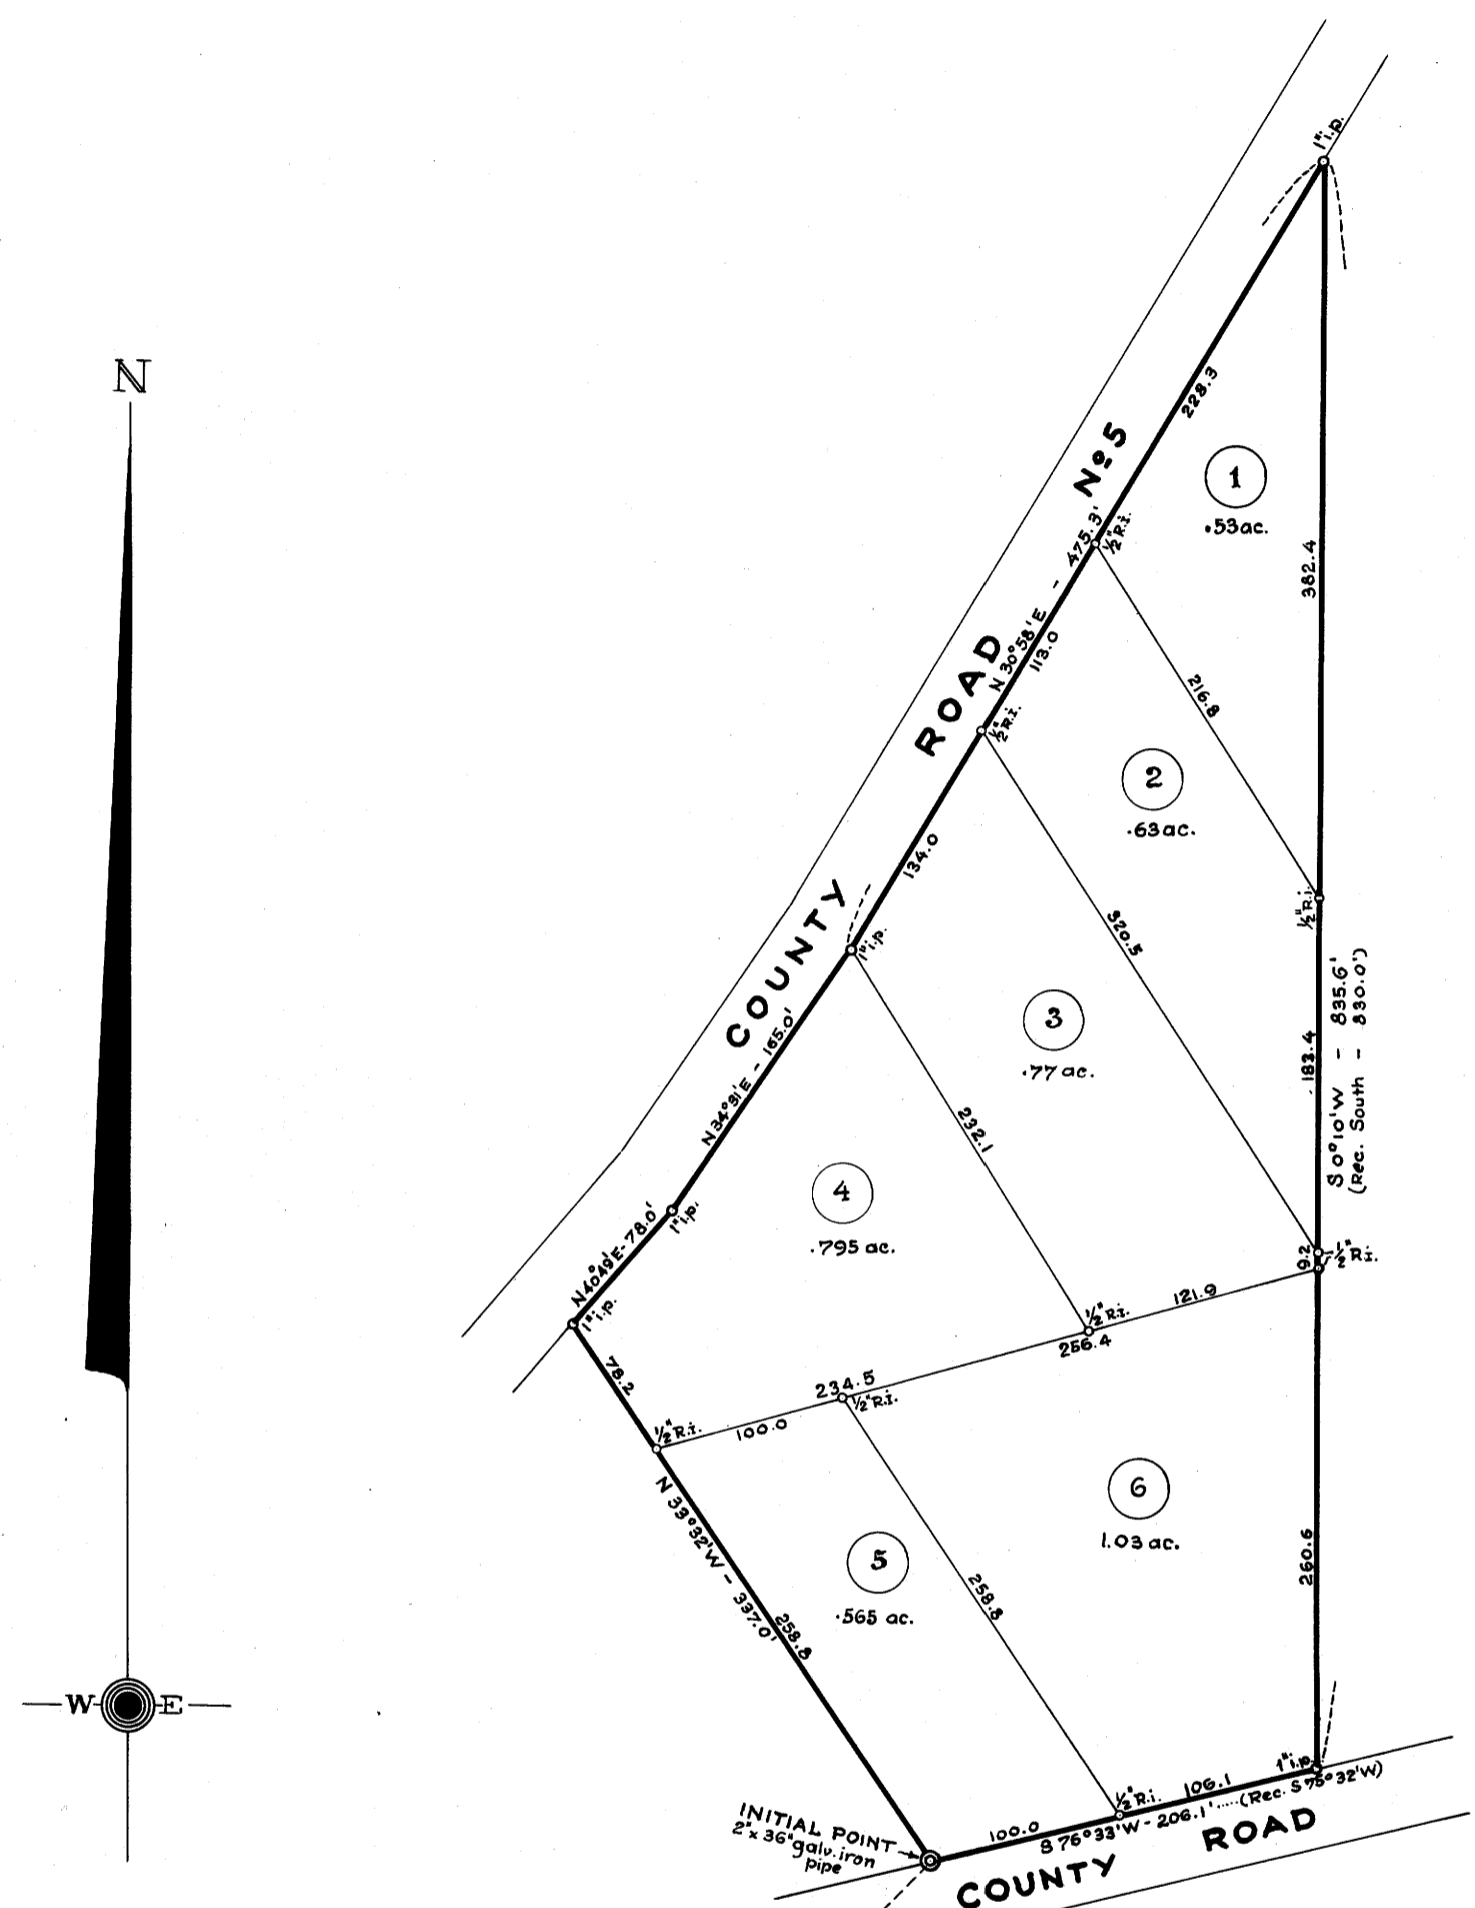 N
W E
COUNTY ROAD Nº 5
1"i.p.
228.3
1
.53ac.
382.4
N 30°58'E - 475.3'
½"R.i.
113.0
216.8
½"R.i.
2
.63ac.
134.0
320.5
½"R.i.
1"i.p.
3
.77ac.
183.4
S 0°10'W - 835.6'
(Rec. South - 830.0')
N 34°31'E - 165.0'
232.1
4
.795 ac.
1"i.p.
N 40°49'E - 78.0'
1"i.p.
9.2
½"R.i.
121.9
½"R.i.
256.4
78.2
234.5
½"R.i.
½"R.i.
100.0
N 33°32'W - 337.0'
258.8
5
.565 ac.
258.8
6
1.03 ac.
260.6
1"i.p.
106.1
½"R.i.
100.0
S 76°33'W - 206.1'.....(Rec. S 75°32'W)
INITIAL POINT
2"x 36"galv. iron
pipe
COUNTY ROAD